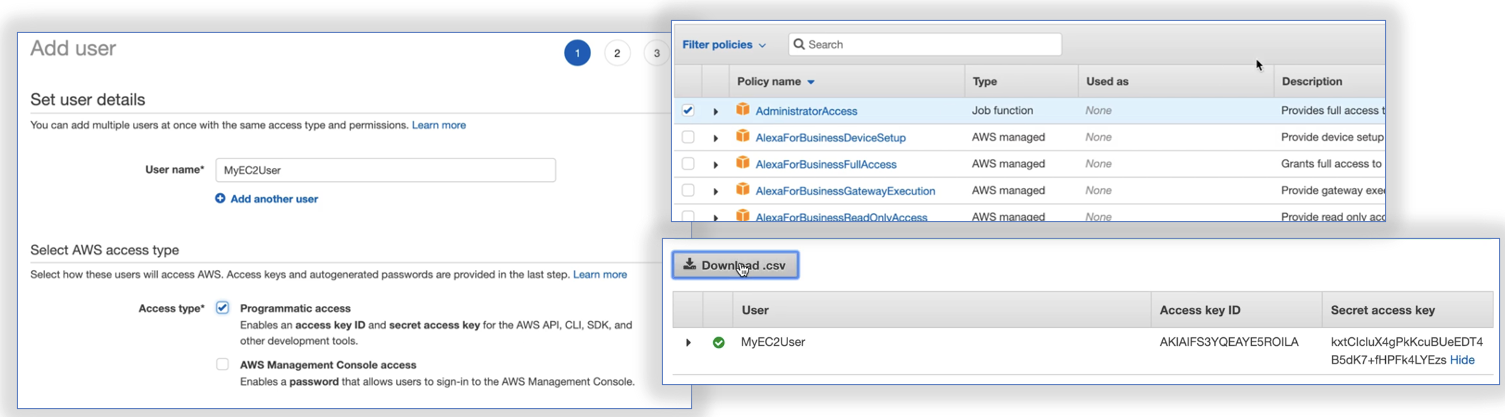 Add user
1 2 3
Set user details
You can add multiple users at once with the same access type and permissions. Learn more
User name* MyEC2User
Add another user
Select AWS access type
Select how these users will access AWS. Access keys and autogenerated passwords are provided in the last step. Learn more
Access type* Programmatic access
Enables an access key ID and secret access key for the AWS API, CLI, SDK, and
other development tools.
AWS Management Console access
Enables a password that allows users to sign-in to the AWS Management Console.
Filter policies Search
Policy name Type Used as Description
AdministratorAccess Job function None Provides full access t
AlexaForBusinessDeviceSetup AWS managed None Provide device setup
AlexaForBusinessFullAccess AWS managed None Grants full access to
AlexaForBusinessGatewayExecution AWS managed None Provide gateway exe
AlexaForBusinessReadOnlyAccess AWS managed None Provide read only acc
Download .csv
User Access key ID Secret access key
MyEC2User AKIAIFS3YQEAYE5ROILA kxtClcluX4gPkKcuBUeEDT4
B5dK7+fHPFk4LYEzs Hide